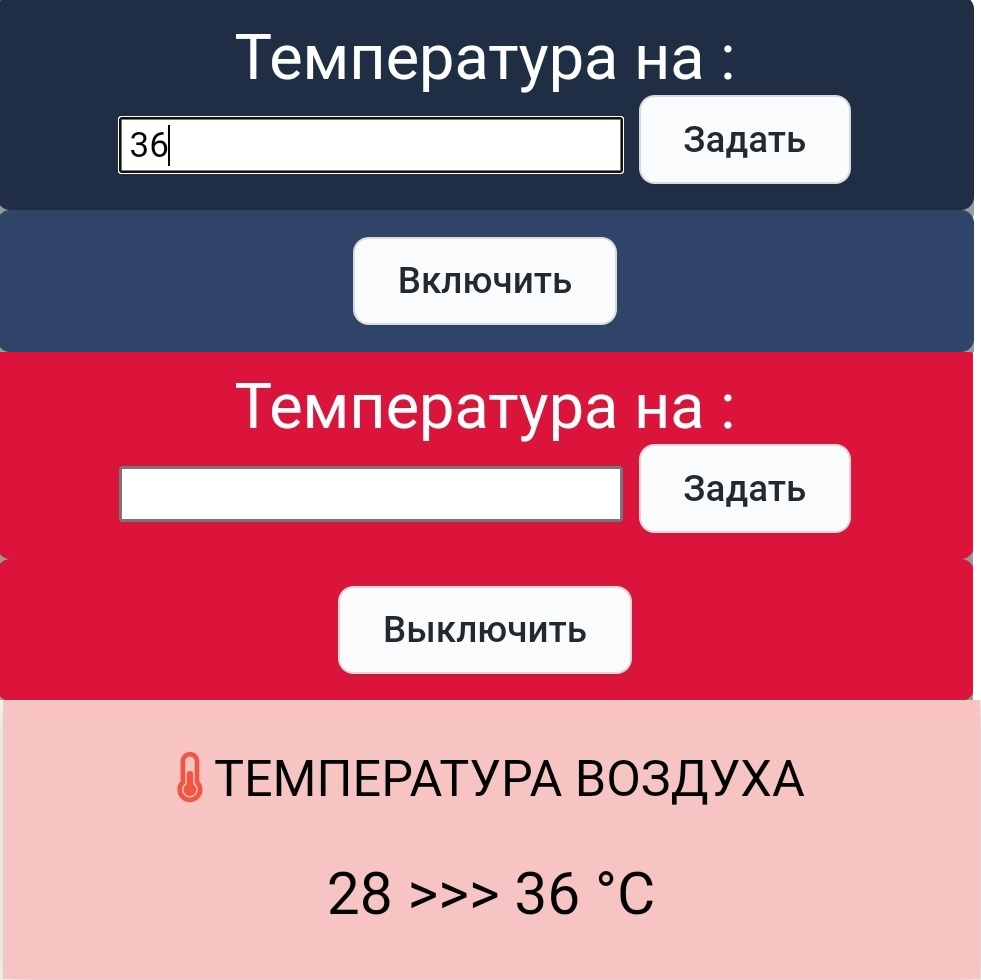 Температура на :
36 Задать
Включить
Температура на :
Задать
Выключить
ТЕМПЕРАТУРА ВОЗДУХА
28 >>> 36 °C